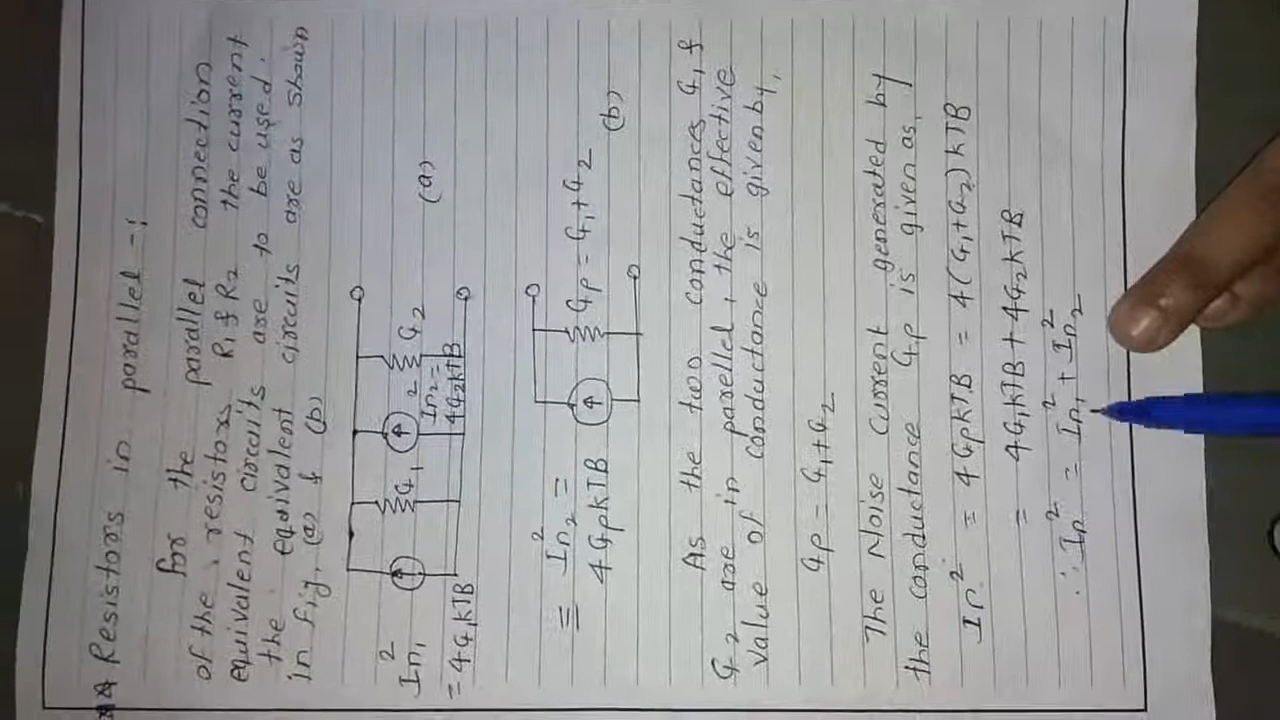 ** Resistors in parallel -:
for the parallel connection
of the resistors R1 & R2 the current
equivalent circuits are to be used.
the equivalent circuits are as shown
in fig, (a) & (b)
In1² = 4G1KTB
G1
In2² = 4G2KTB
G2
(a)
= In² = 4GpKTB
Gp = G1+G2
(b)
As the two conductances G1 &
G2 are in parellel, the effective
value of conductance is given by,
Gp = G1+G2
The Noise current generated by
the conductance Gp is given as,
In² = 4GpKTB = 4(G1+G2)KTB
= 4G1KTB + 4G2KTB
∴ In² = In1² + In2²